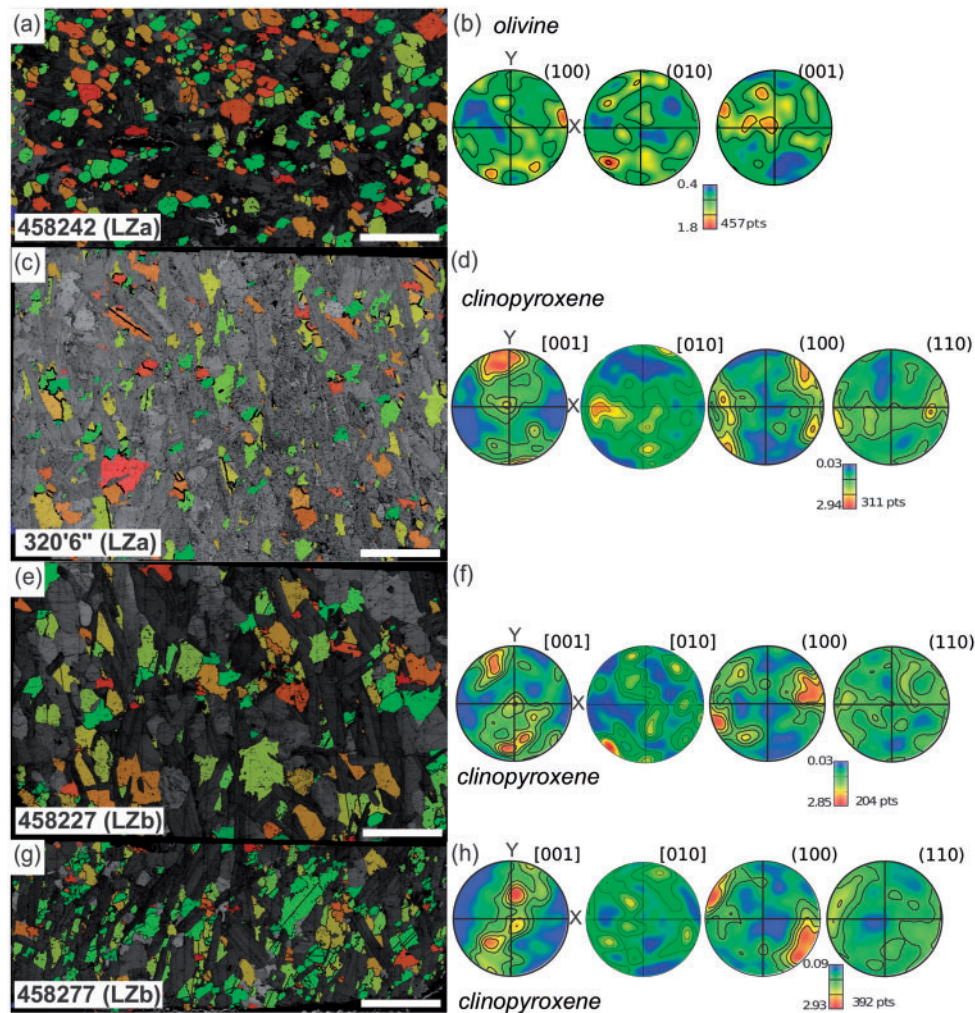 (a)
458242 (LZa)
(b)
olivine
Y
(100)
X
(010)
(001)
0.4
1.8
457pts
(c)
320'6" (LZa)
(d)
clinopyroxene
Y
[001]
X
[010]
(100)
(110)
0.03
2.94
311 pts
(e)
458227 (LZb)
(f)
Y
[001]
X
[010]
(100)
(110)
clinopyroxene
0.03
2.85
204 pts
(g)
458277 (LZb)
(h)
Y
[001]
X
[010]
(100)
(110)
clinopyroxene
0.09
2.93
392 pts